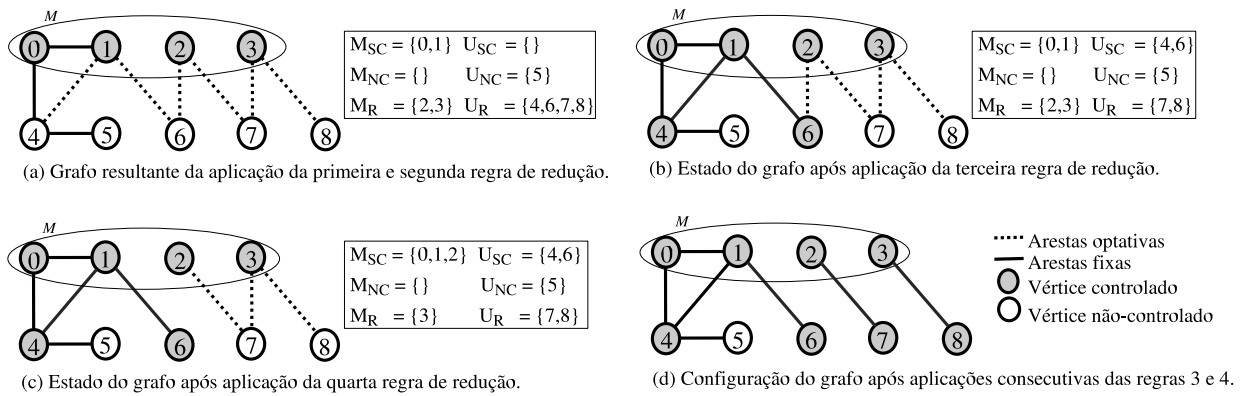 M
0 1 2 3
4 5 6 7 8
M_SC = {0,1} U_SC = {}
M_NC = {} U_NC = {5}
M_R = {2,3} U_R = {4,6,7,8}
(a) Grafo resultante da aplicação da primeira e segunda regra de redução.
M
0 1 2 3
4 5 6 7 8
M_SC = {0,1} U_SC = {4,6}
M_NC = {} U_NC = {5}
M_R = {2,3} U_R = {7,8}
(b) Estado do grafo após aplicação da terceira regra de redução.
M
0 1 2 3
4 5 6 7 8
M_SC = {0,1,2} U_SC = {4,6}
M_NC = {} U_NC = {5}
M_R = {3} U_R = {7,8}
(c) Estado do grafo após aplicação da quarta regra de redução.
M
0 1 2 3
4 5 6 7 8
Arestas optativas
Arestas fixas
Vértice controlado
Vértice não-controlado
(d) Configuração do grafo após aplicações consecutivas das regras 3 e 4.